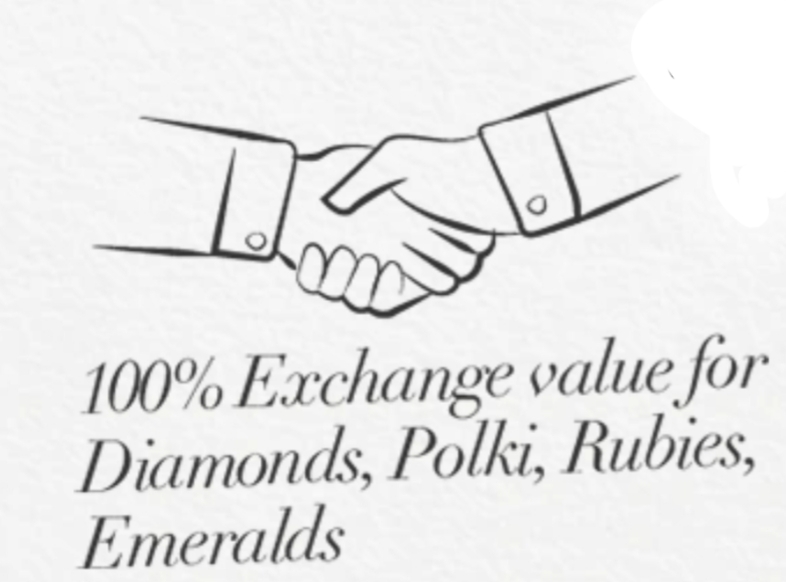 100% Exchange value for
Diamonds, Polki, Rubies,
Emeralds